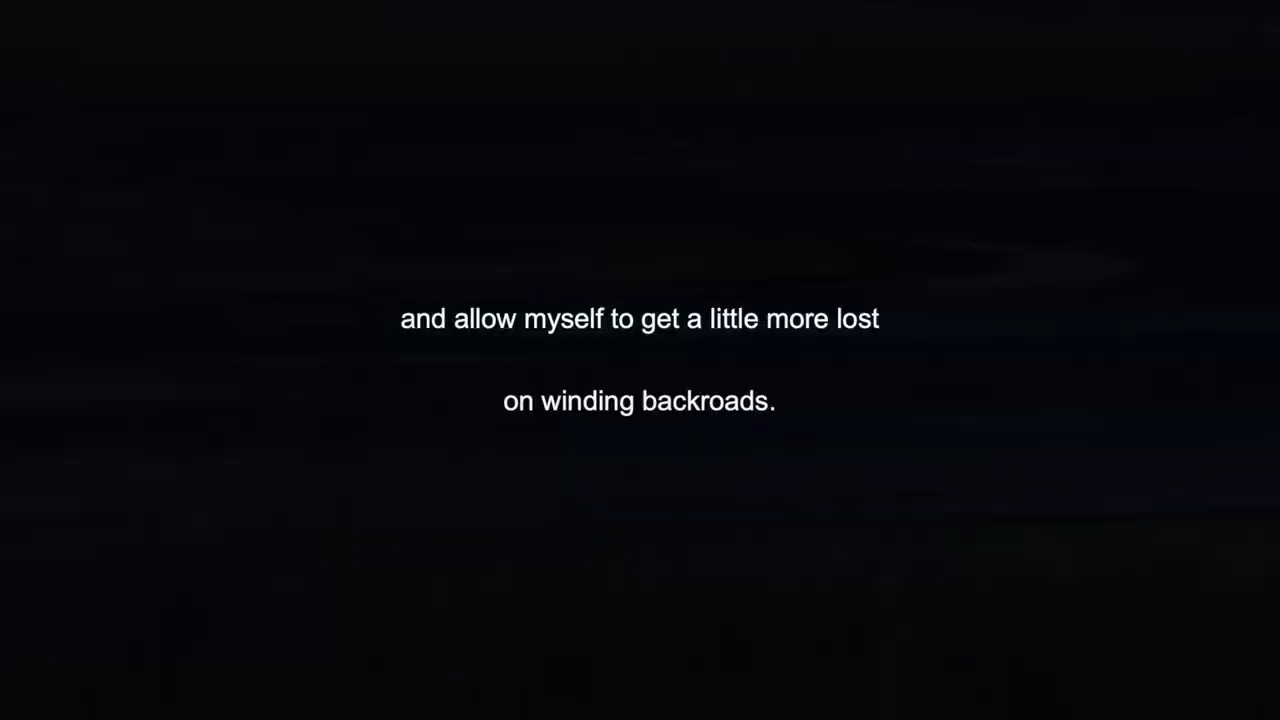 and allow myself to get a little more lost
on winding backroads.